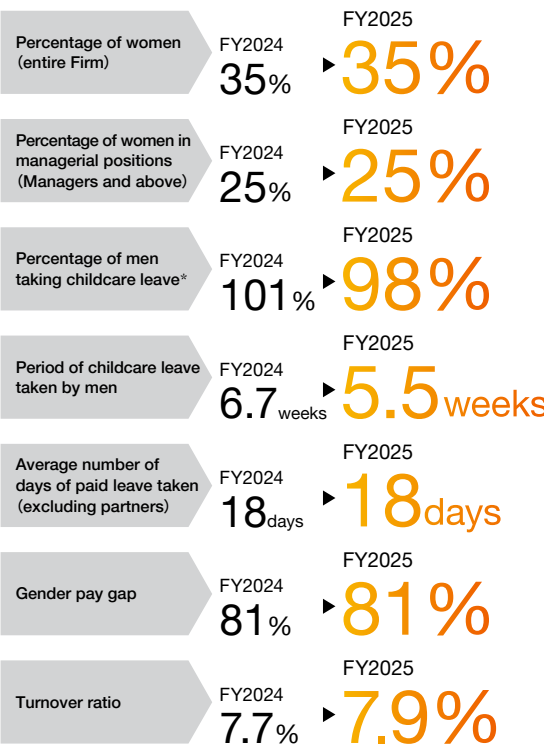 Percentage of women
(entire Firm)
FY2024
35%
FY2025
35%
Percentage of women in
managerial positions
(Managers and above)
FY2024
25%
FY2025
25%
Percentage of men
taking childcare leave*
FY2024
101%
FY2025
98%
Period of childcare leave
taken by men
FY2024
6.7weeks
FY2025
5.5weeks
Average number of
days of paid leave taken
(excluding partners)
FY2024
18days
FY2025
18days
Gender pay gap
FY2024
81%
FY2025
81%
Turnover ratio
FY2024
7.7%
FY2025
7.9%